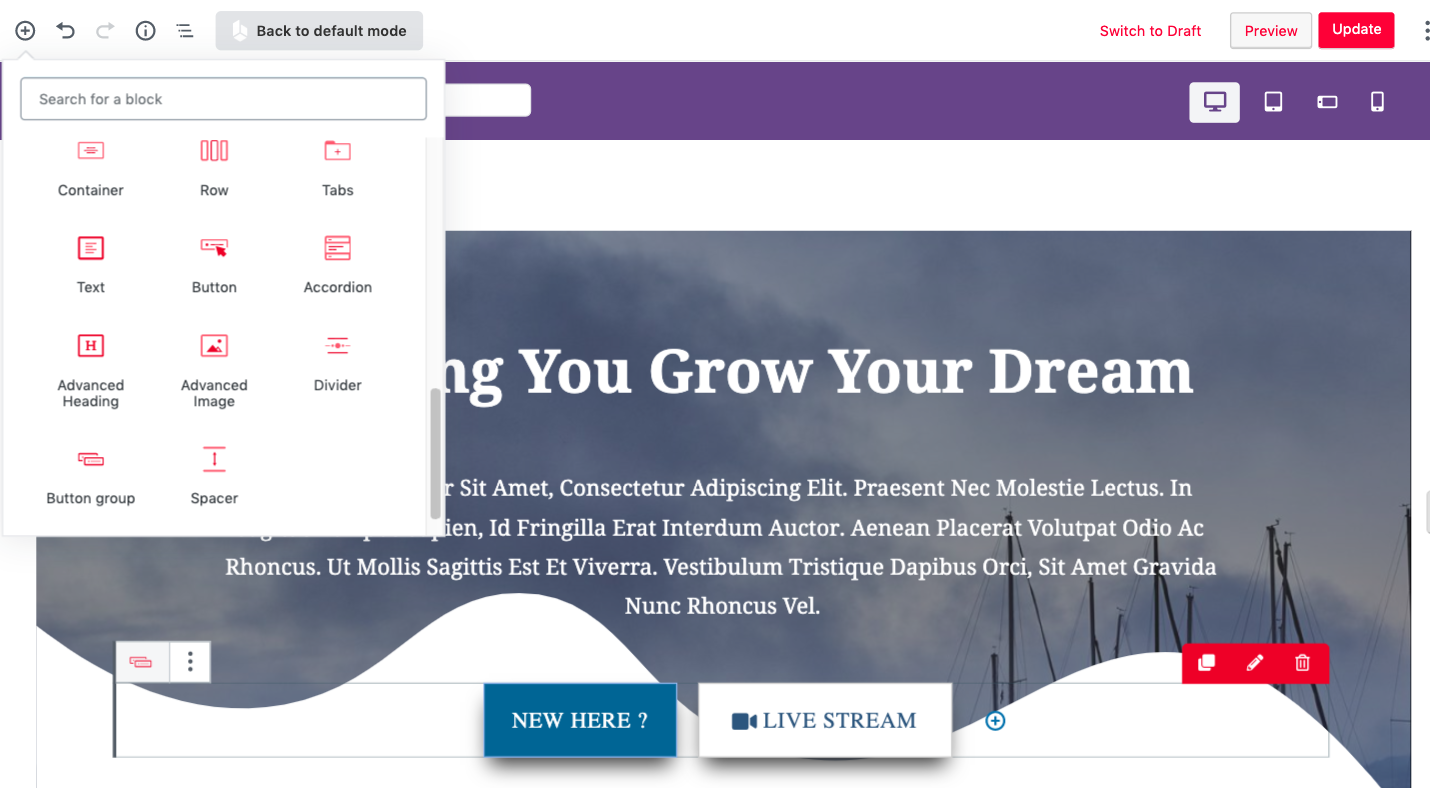 Back to default mode
Switch to Draft
Preview
Update
Search for a block
Container
Row
Tabs
Text
Button
Accordion
H
Advanced
Heading
Advanced
Image
Divider
Button group
Spacer
ng You Grow Your Dream
r Sit Amet, Consectetur Adipiscing Elit. Praesent Nec Molestie Lectus. In
ien, Id Fringilla Erat Interdum Auctor. Aenean Placerat Volutpat Odio Ac
Rhoncus. Ut Mollis Sagittis Est Et Viverra. Vestibulum Tristique Dapibus Orci, Sit Amet Gravida
Nunc Rhoncus Vel.
NEW HERE ?
LIVE STREAM